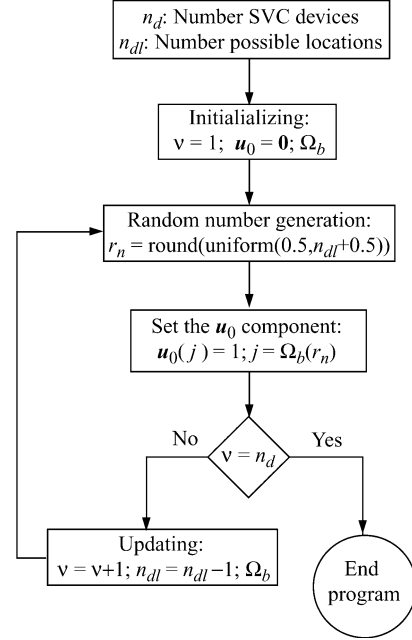 n_d: Number SVC devices
n_dl: Number possible locations
Initialializing:
ν = 1; u_0 = 0; Ω_b
Random number generation:
r_n = round(uniform(0.5,n_dl+0.5))
Set the u_0 component:
u_0( j ) = 1; j = Ω_b(r_n)
No
Yes
ν = n_d
Updating:
ν = ν+1; n_dl = n_dl−1; Ω_b
End
program